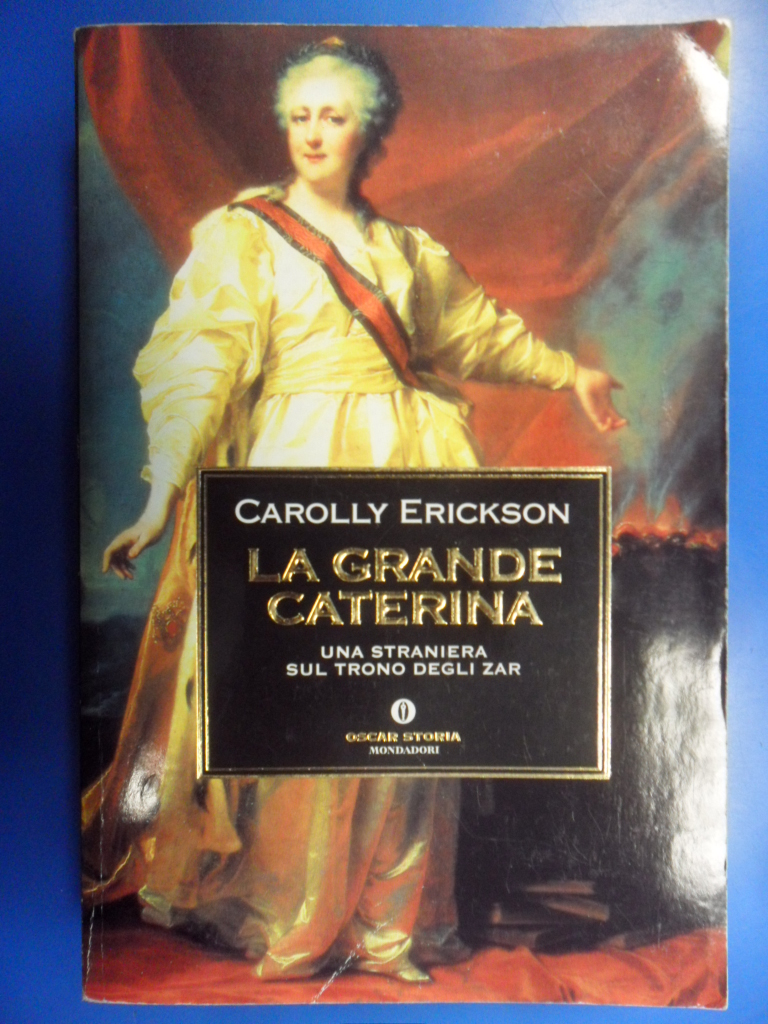 CAROLLY ERICKSON
LA GRANDE
CATERINA
UNA STRANIERA
SUL TRONO DEGLI ZAR
OSCAR STORIA
MONDADORI